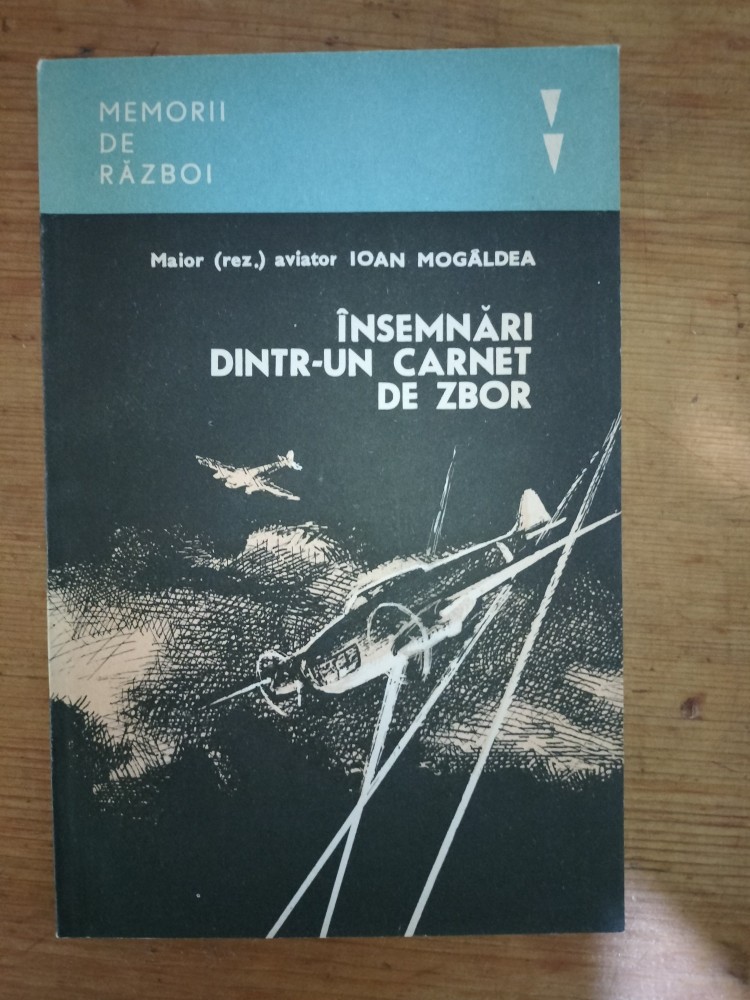 MEMORII
DE
RĂZBOI
Maior (rez.) aviator IOAN MOGÂLDEA
ÎNSEMNĂRI
DINTR-UN CARNET
DE ZBOR